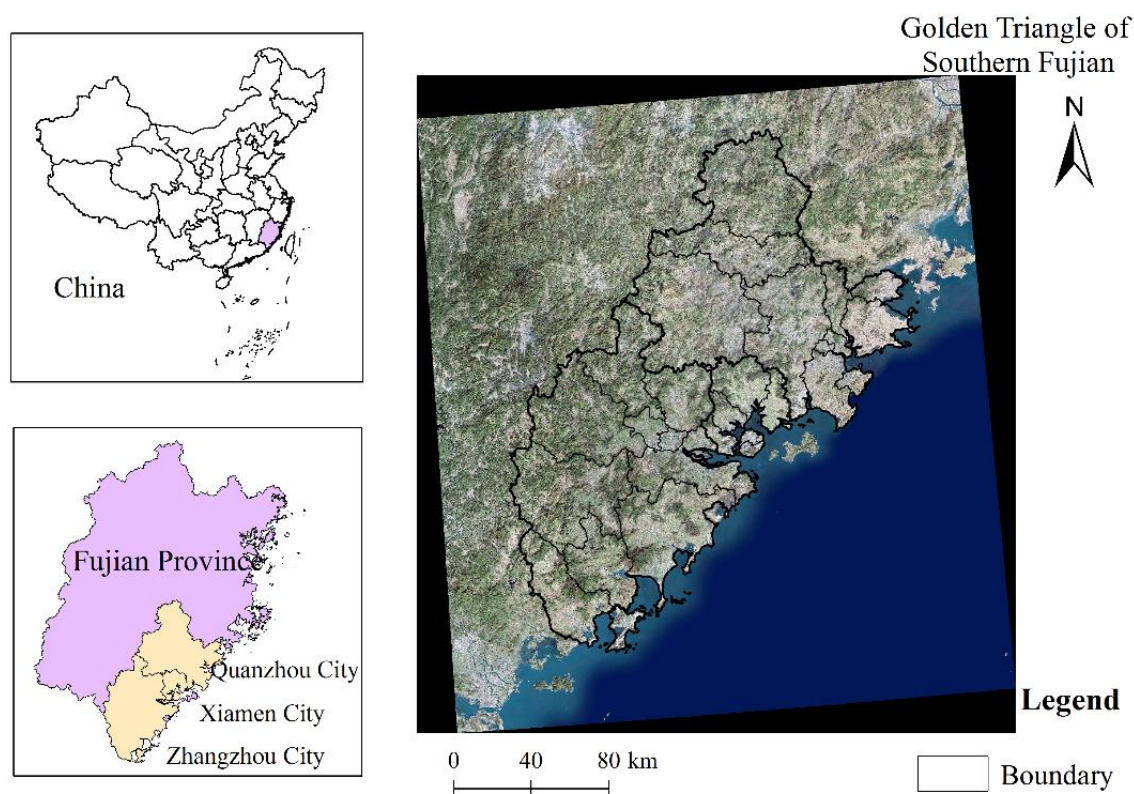 Golden Triangle of
Southern Fujian
N
China
Fujian Province
Quanzhou City
Xiamen City
Zhangzhou City
0 40 80 km
Legend
Boundary